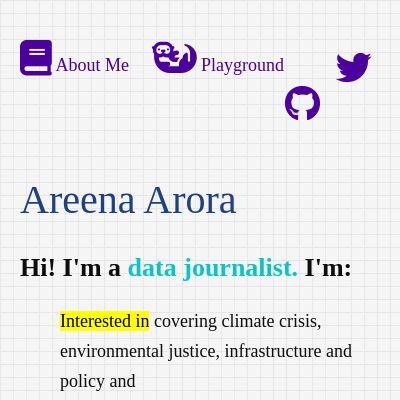 About Me Playground
Areena Arora
Hi! I'm a data journalist. I'm:
Interested in covering climate crisis,
environmental justice, infrastructure and
policy and